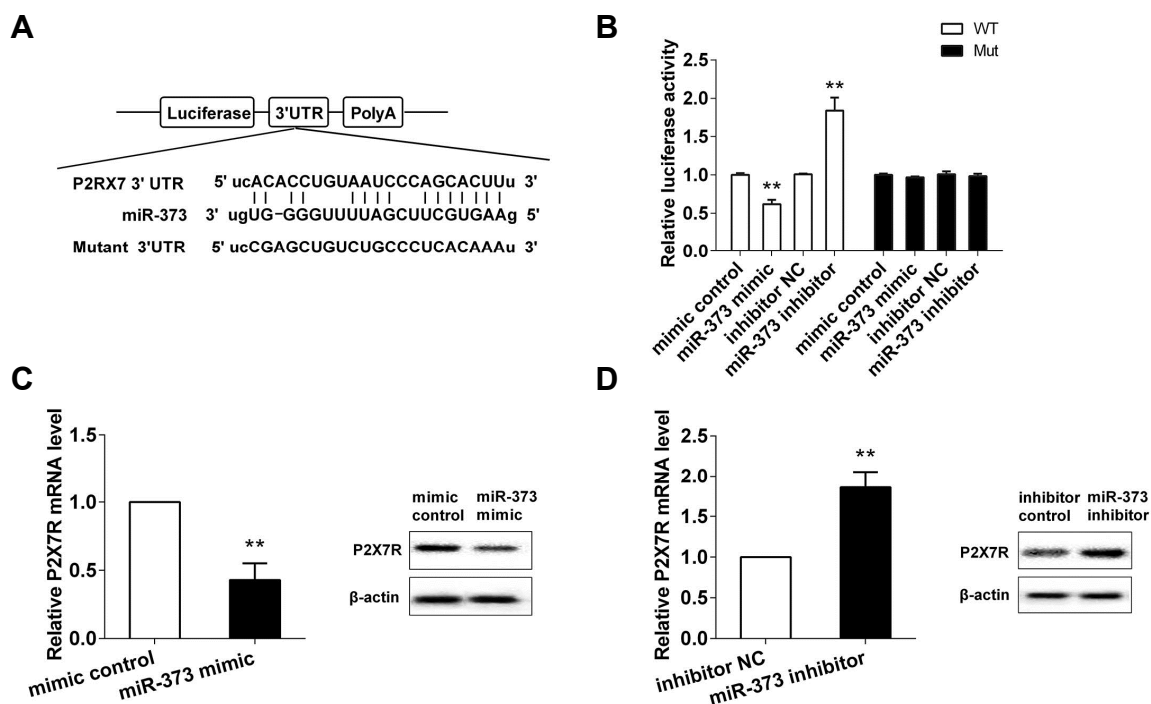 A
Luciferase 3'UTR PolyA
P2RX7 3' UTR 5' ucACACCUGUAAUCCCAGCACUUu 3'
miR-373 3' ugUG-GGGUUUUAGCUUCGUGAAg 5'
Mutant 3'UTR 5' ucCGAGCUGUCUGCCCUCACAAAu 3'
B
WT
Mut
Relative luciferase activity
2.5
2.0
1.5
1.0
0.5
0.0
**
**
mimic control
miR-373 mimic
inhibitor NC
miR-373 inhibitor
mimic control
miR-373 mimic
inhibitor NC
miR-373 inhibitor
C
Relative P2X7R mRNA level
1.5
1.0
0.5
0.0
**
mimic control
miR-373 mimic
mimic miR-373
control mimic
P2X7R
β-actin
D
Relative P2X7R mRNA level
2.5
2.0
1.5
1.0
0.5
0.0
**
inhibitor NC
miR-373 inhibitor
inhibitor miR-373
control inhibitor
P2X7R
β-actin